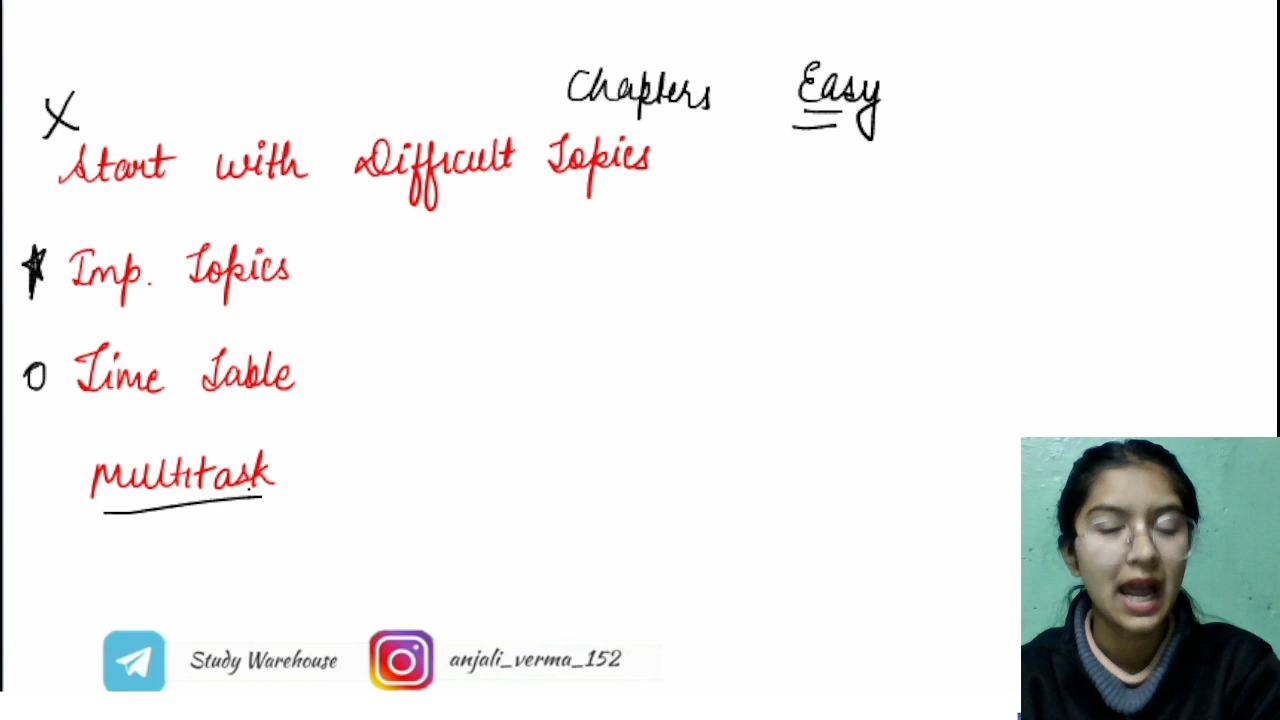 Chapters Easy
X
Start with Difficult Topics
Imp. Topics
Time Table
Multitask
Study Warehouse anjali_verma_152